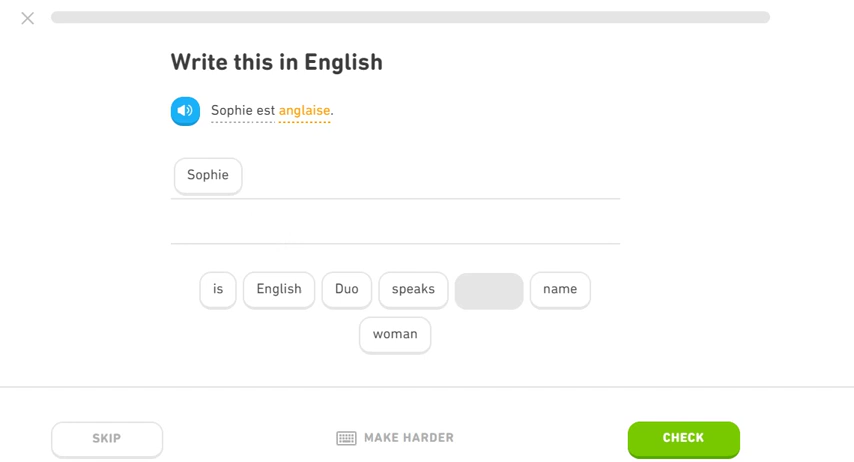 Write this in English
Sophie est anglaise.
Sophie
is English Duo speaks name
woman
SKIP MAKE HARDER CHECK